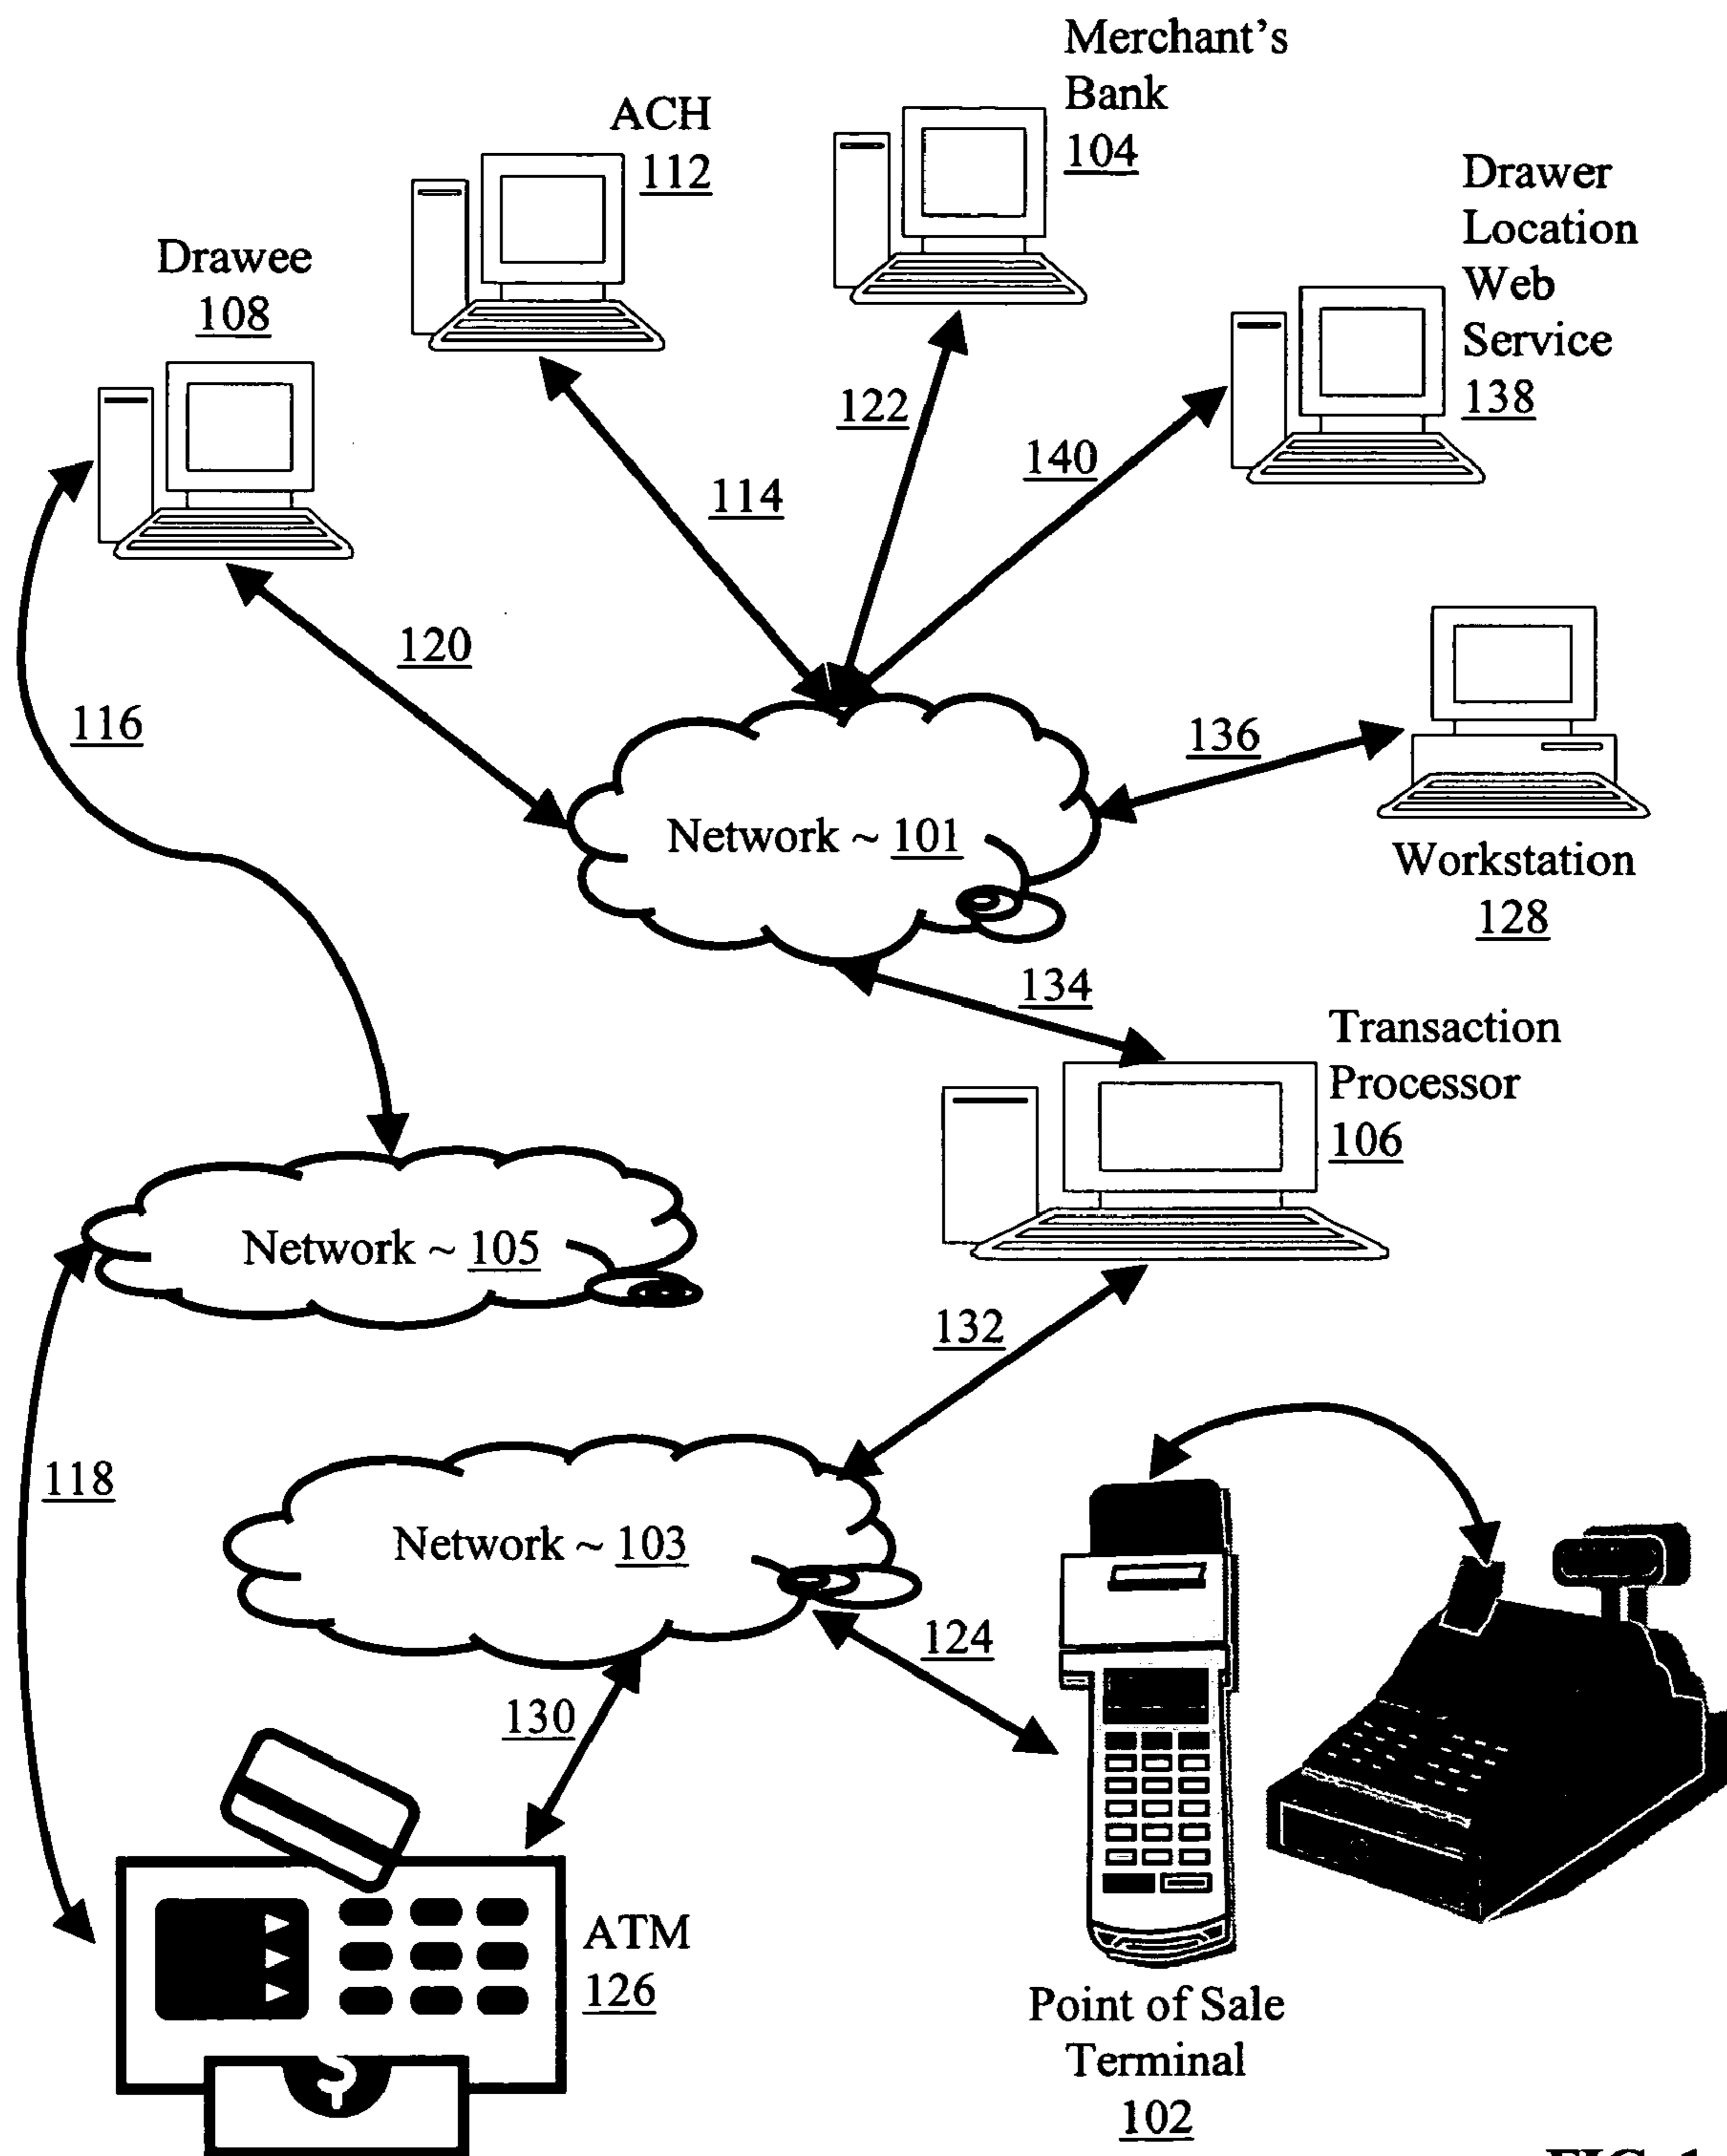 Merchant's
Bank
104
ACH
112
Drawer
Location
Web
Service
138
Drawee
108
122
140
114
120
116
136
Network ~ 101
Workstation
128
134
Transaction
Processor
106
Network ~ 105
132
118
Network ~ 103
124
130
ATM
126
$
Point of Sale
Terminal
102